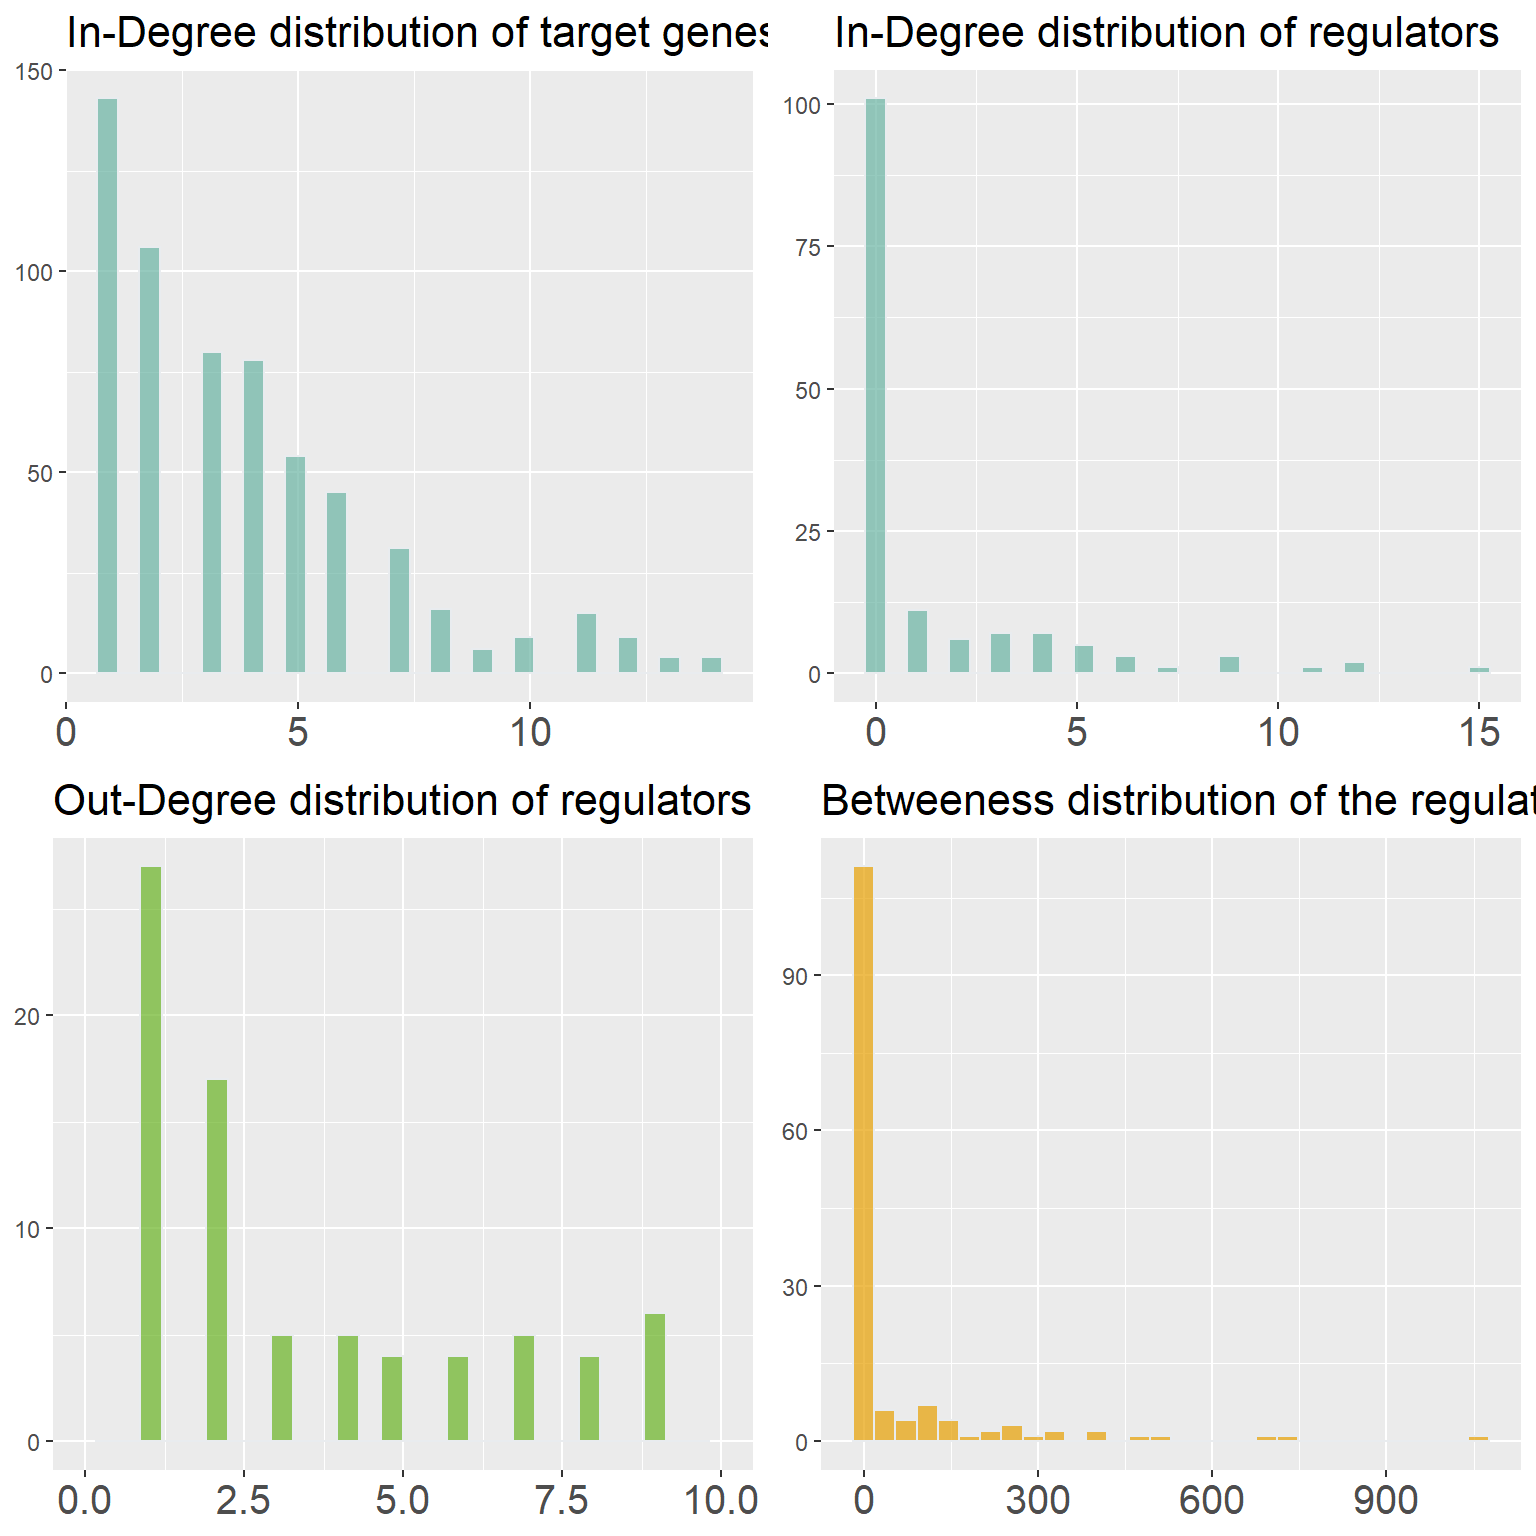 In-Degree distribution of target genes
150
100
50
0
0 5 10
In-Degree distribution of regulators
100
75
50
25
0
0 5 10 15
Out-Degree distribution of regulators
20
10
0
0.0 2.5 5.0 7.5 10.0
Betweeness distribution of the regulat
90
60
30
0
0 300 600 900